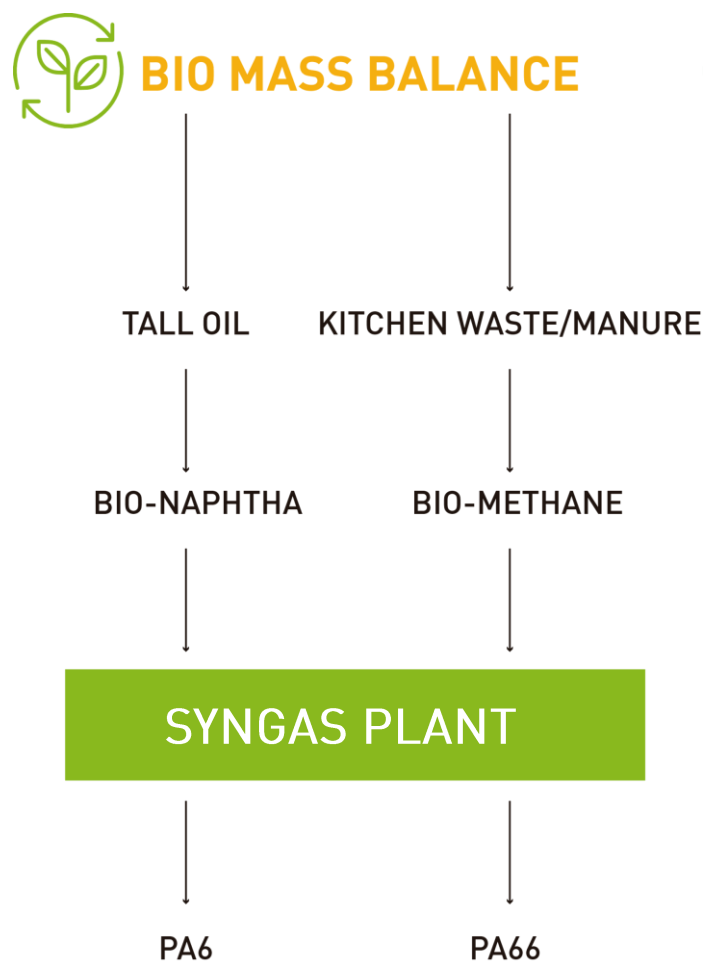 BIO MASS BALANCE
TALL OIL
KITCHEN WASTE/MANURE
BIO-NAPHTHA
BIO-METHANE
SYNGAS PLANT
PA6
PA66